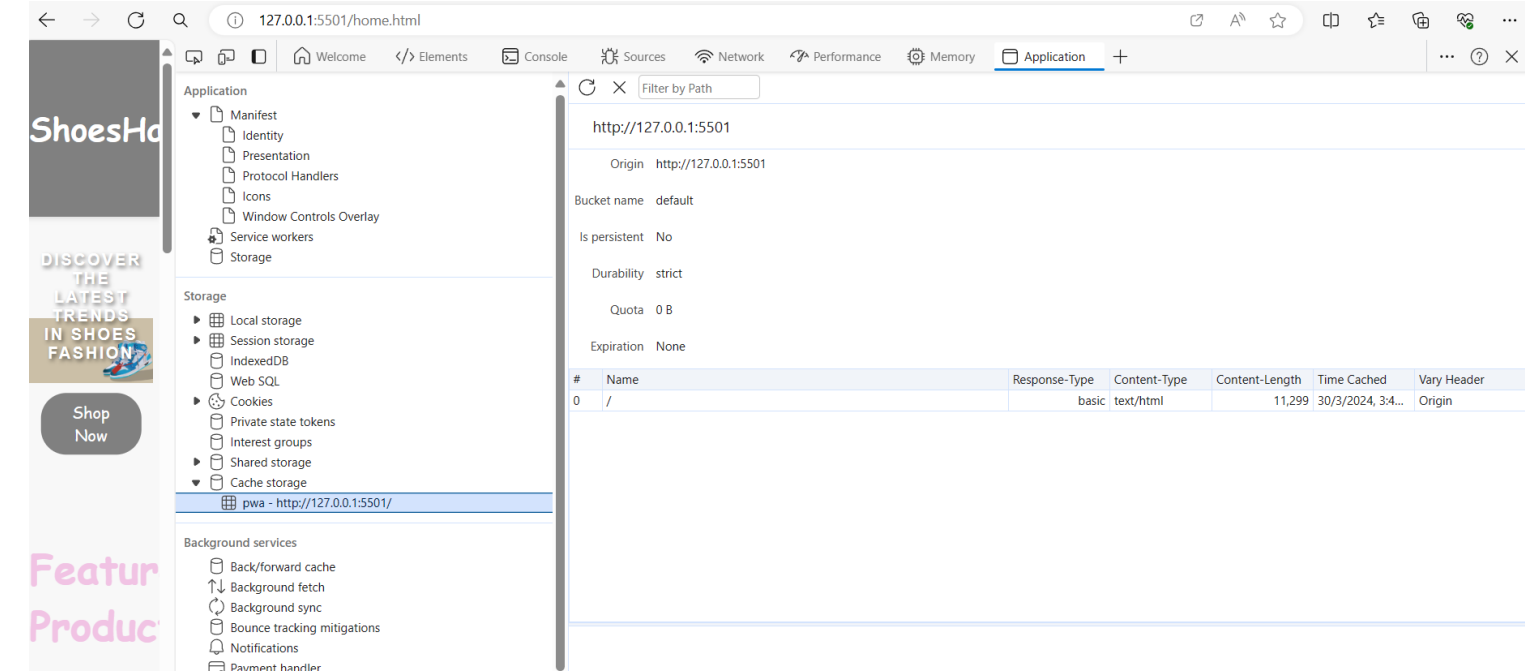 127.0.0.1:5501/home.html
Welcome
Elements
Console
Sources
Network
Performance
Memory
Application
ShoesHo
DISCOVER
THE
LATEST
TRENDS
IN SHOES
FASHION
Shop
Now
Featur
Produc
Application
Manifest
Identity
Presentation
Protocol Handlers
Icons
Window Controls Overlay
Service workers
Storage
Storage
Local storage
Session storage
IndexedDB
Web SQL
Cookies
Private state tokens
Interest groups
Shared storage
Cache storage
pwa - http://127.0.0.1:5501/
Background services
Back/forward cache
Background fetch
Background sync
Bounce tracking mitigations
Notifications
Payment handler
Filter by Path
http://127.0.0.1:5501
Origin http://127.0.0.1:5501
Bucket name default
Is persistent No
Durability strict
Quota 0 B
Expiration None
# Name Response-Type Content-Type Content-Length Time Cached Vary Header
0 / basic text/html 11,299 30/3/2024, 3:4... Origin